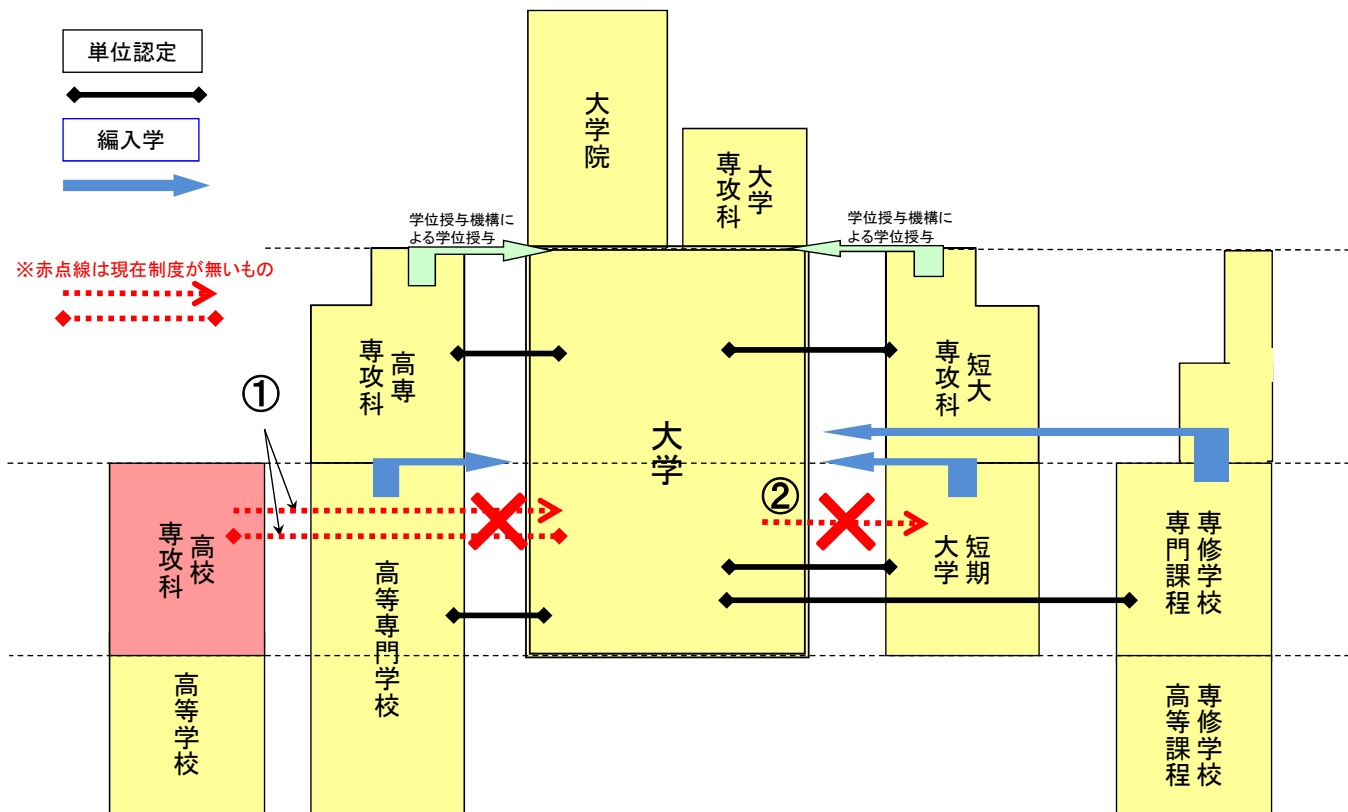 単位認定
編入学
※赤点線は現在制度が無いもの
大学院
大学
専攻科
学位授与機構に
よる学位授与
学位授与機構に
よる学位授与
高専
専攻科
短大
専攻科
①
大学
②
高校
専攻科
高等専門学校
短期
大学
専修学校
専門課程
高等学校
専修学校
高等課程